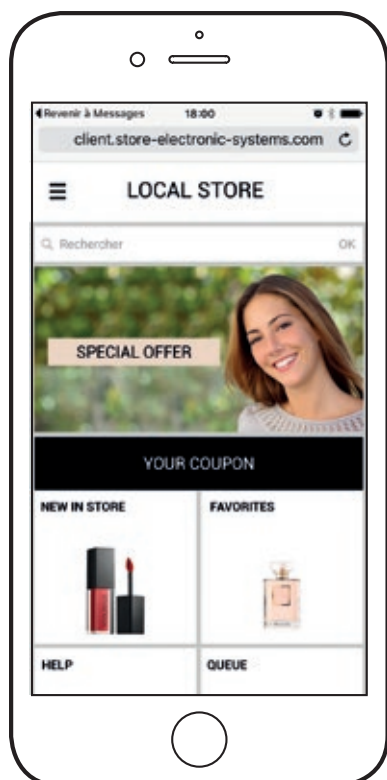 Revenir à Messages 18:00
client.store-electronic-systems.com
LOCAL STORE
Rechercher OK
SPECIAL OFFER
YOUR COUPON
NEW IN STORE FAVORITES
HELP QUEUE